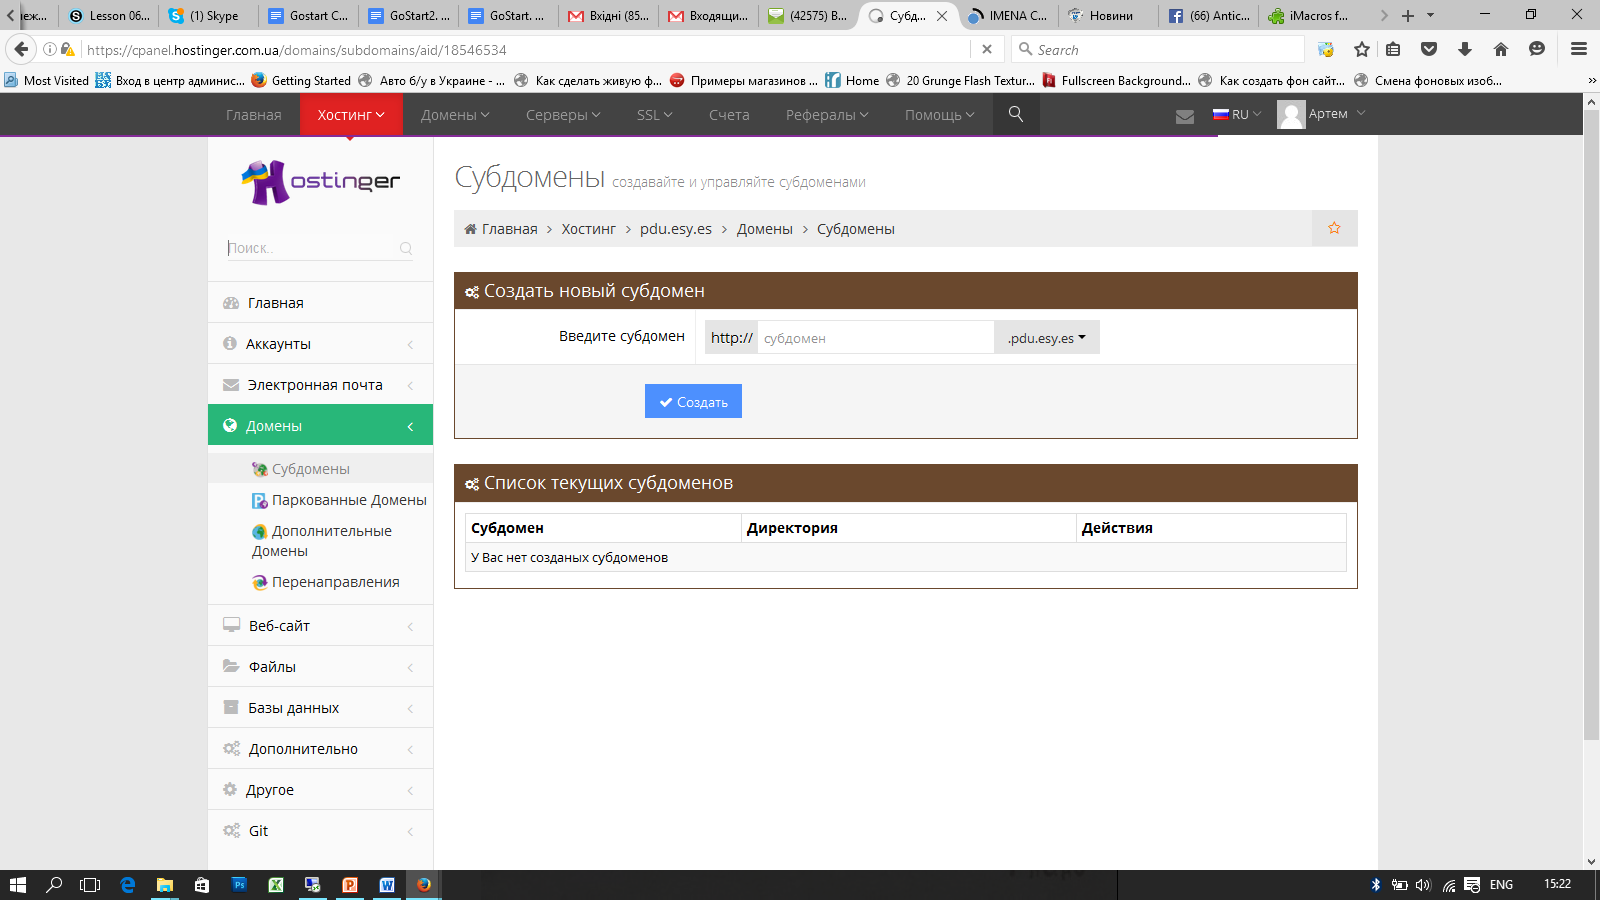 неж...
Lesson 06...
(1) Skype
Gostart C...
GoStart2. ...
GoStart. ...
Вхідні (85...
Входящи...
(42575) В...
Субд...
IMENA C...
Новини
(66) Antic...
iMacros f...
https://cpanel.hostinger.com.ua/domains/subdomains/aid/18546534
Search
Most Visited
Вход в центр админис...
Getting Started
Авто б/у в Украине - ...
Как сделать живую ф...
Примеры магазинов ...
Home
20 Grunge Flash Textur...
Fullscreen Background...
Как создать фон сайт...
Смена фоновых изоб...
Главная
Хостинг
Домены
Серверы
SSL
Счета
Рефералы
Помощь
RU
Артем
Hostinger
Поиск..
Главная
Аккаунты
Электронная почта
Домены
Субдомены
Паркованные Домены
Дополнительные
Домены
Перенаправления
Веб-сайт
Файлы
Базы данных
Дополнительно
Другое
Git
Субдомены создавайте и управляйте субдоменами
Главная > Хостинг > pdu.esy.es > Домены > Субдомены
Создать новый субдомен
Введите субдомен http:// субдомен .pdu.esy.es
Создать
Список текущих субдоменов
Субдомен Директория Действия
У Вас нет созданых субдоменов
ENG
15:22